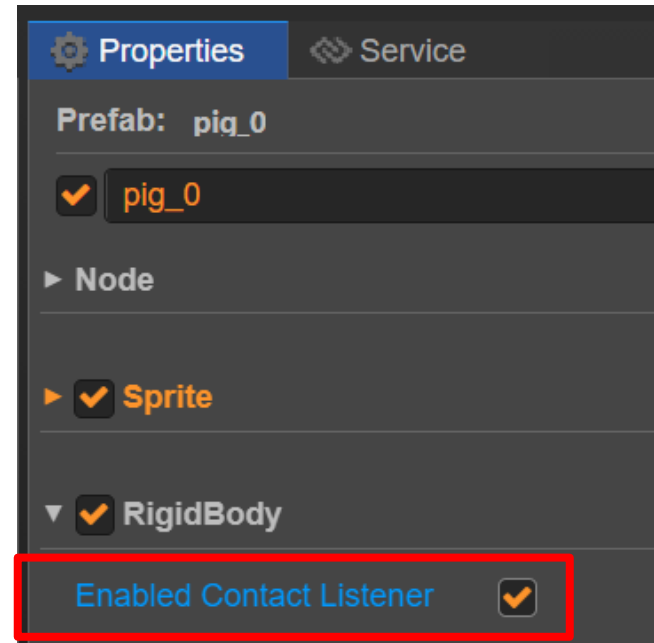 Properties Service
Prefab: pig_0
pig_0
Node
Sprite
RigidBody
Enabled Contact Listener